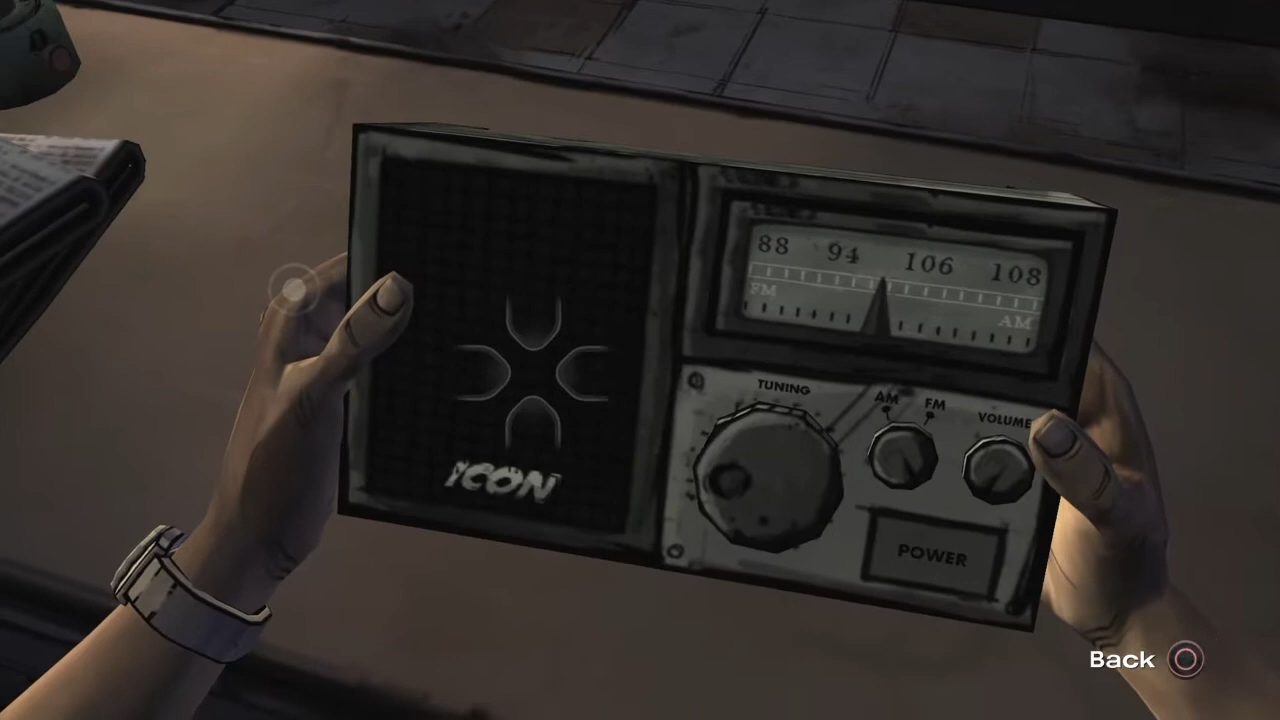 88 94 106 108
FM
AM
TUNING
AM FM
VOLUME
ICON
POWER
Back